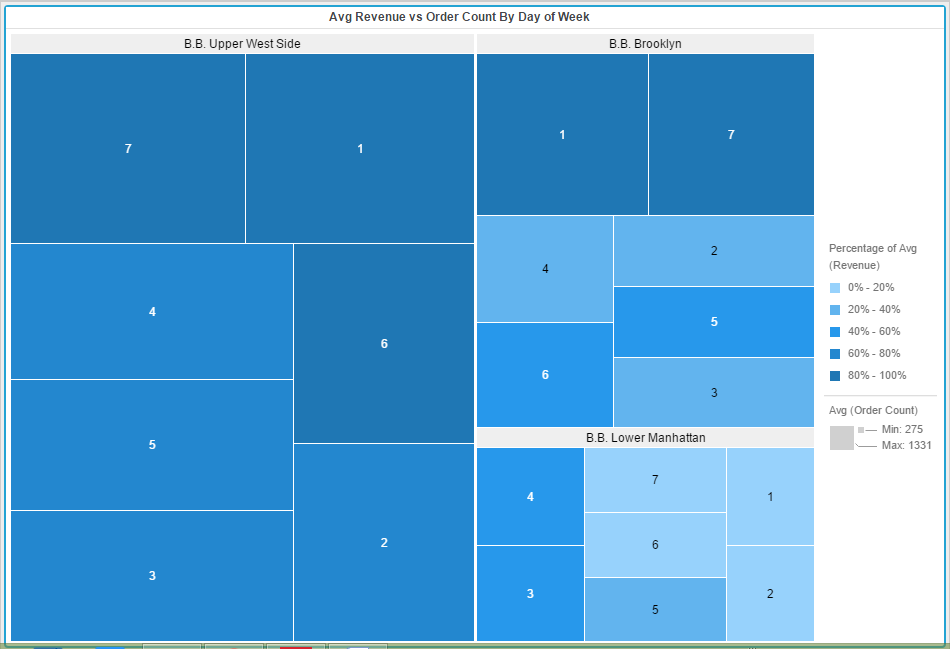 Avg Revenue vs Order Count By Day of Week
B.B. Upper West Side
7
1
4
6
5
3
2
B.B. Brooklyn
1
7
4
2
5
6
3
B.B. Lower Manhattan
4
7
1
6
3
2
5
Percentage of Avg
(Revenue)
0% - 20%
20% - 40%
40% - 60%
60% - 80%
80% - 100%
Avg (Order Count)
Min: 275
Max: 1331